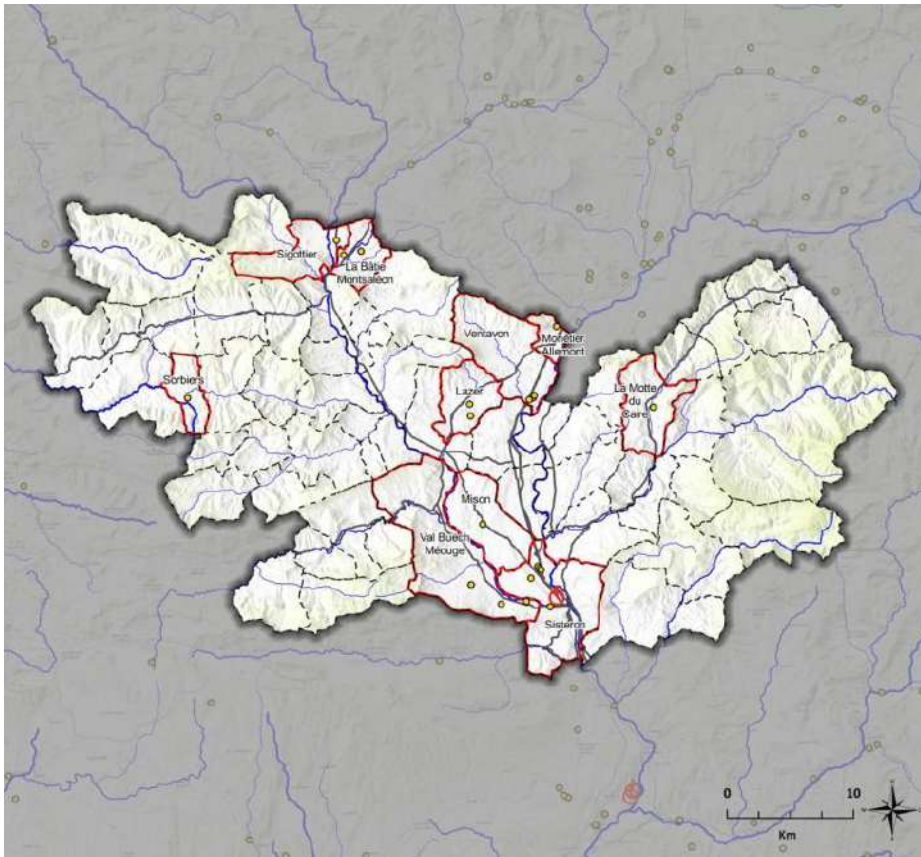 Sigottier
La Bâtie
Montsaléon
Ventavon
Monêtier
Allemont
Sorbiers
Lazer
La Motte
du
Caire
Mison
Val Buech
Méouge
Sisteron
0 10
Km